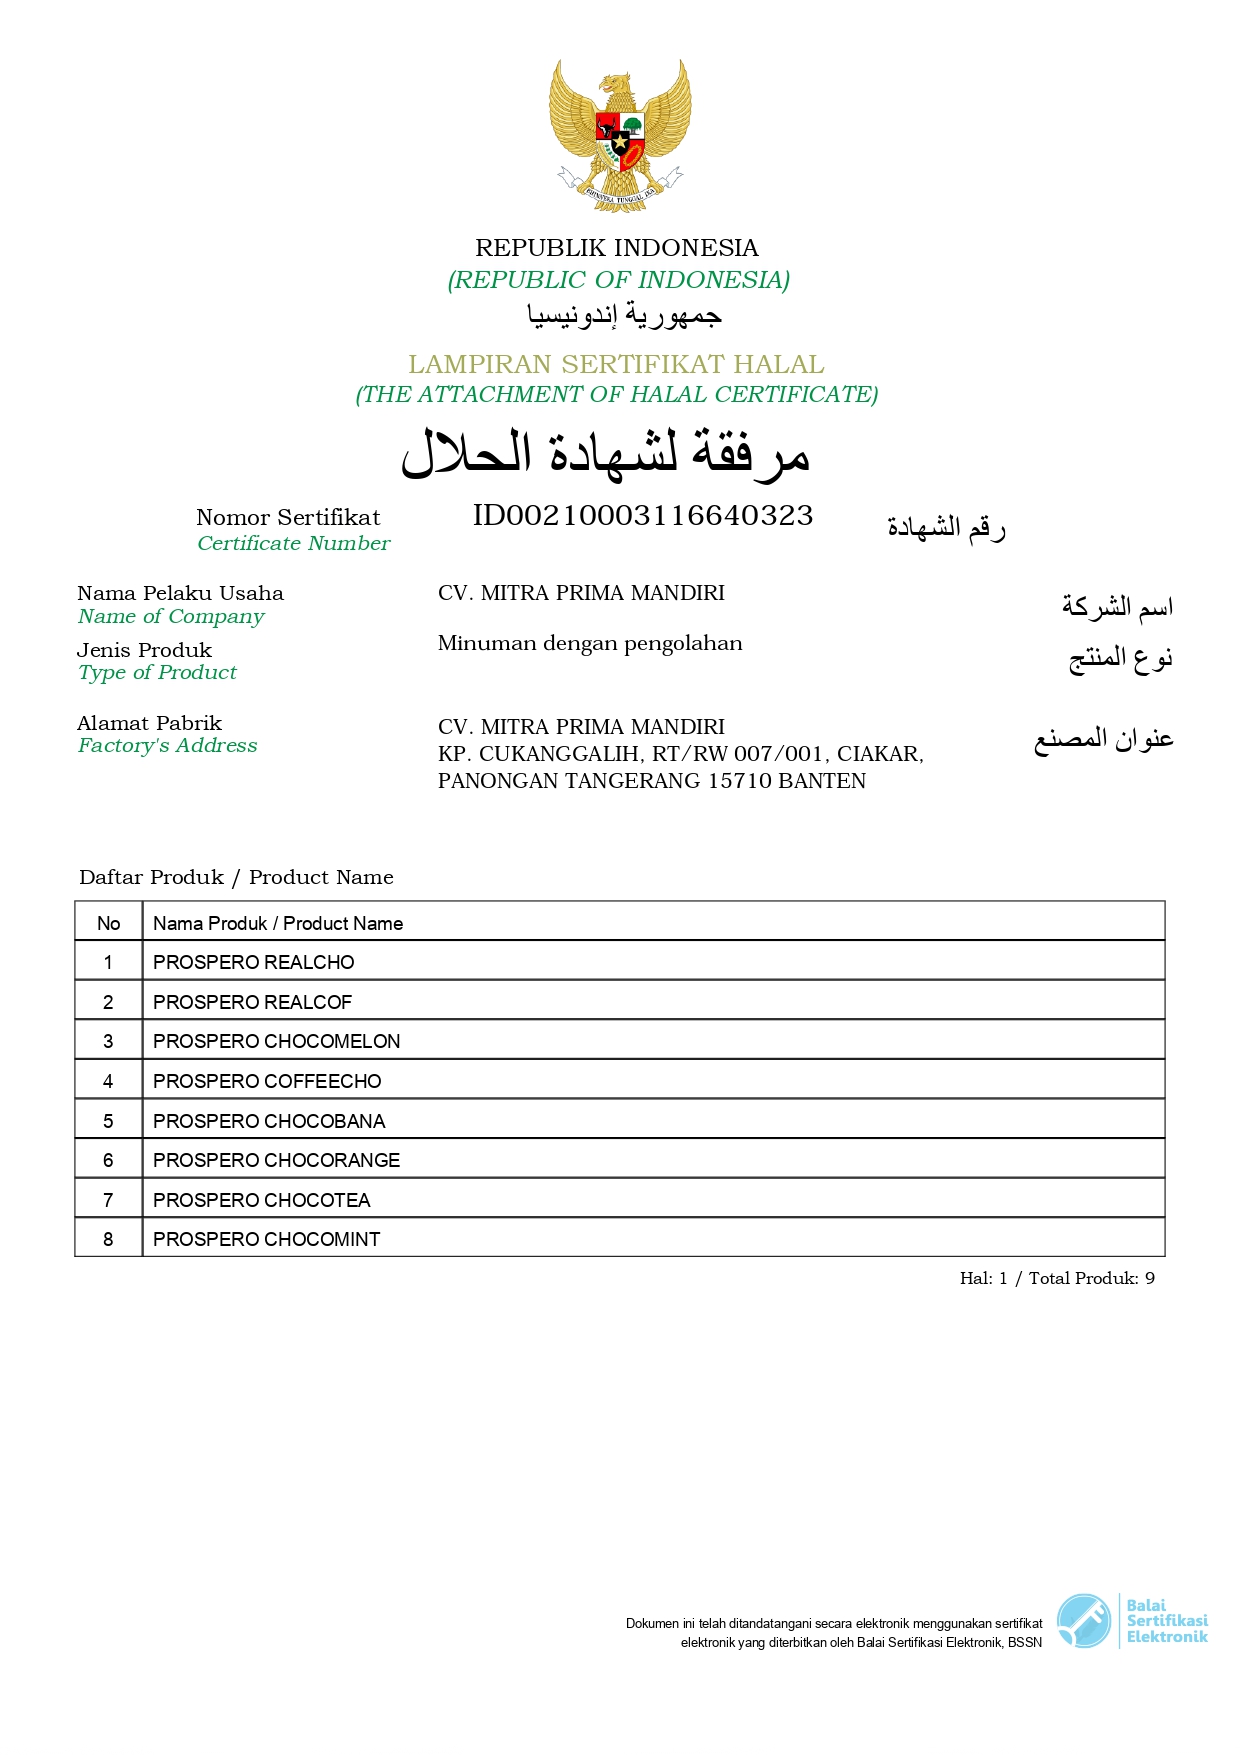 BHINNEKA TUNGGAL IKA
REPUBLIK INDONESIA
(REPUBLIC OF INDONESIA)
جمهورية إندونيسيا
LAMPIRAN SERTIFIKAT HALAL
(THE ATTACHMENT OF HALAL CERTIFICATE)
مرفقة لشهادة الحلال
Nomor Sertifikat ID00210003116640323 رقم الشهادة
Certificate Number
Nama Pelaku Usaha CV. MITRA PRIMA MANDIRI اسم الشركة
Name of Company
Jenis Produk Minuman dengan pengolahan نوع المنتج
Type of Product
Alamat Pabrik CV. MITRA PRIMA MANDIRI عنوان المصنع
Factory's Address KP. CUKANGGALIH, RT/RW 007/001, CIAKAR,
PANONGAN TANGERANG 15710 BANTEN
Daftar Produk / Product Name
No Nama Produk / Product Name
1 PROSPERO REALCHO
2 PROSPERO REALCOF
3 PROSPERO CHOCOMELON
4 PROSPERO COFFEECHO
5 PROSPERO CHOCOBANA
6 PROSPERO CHOCORANGE
7 PROSPERO CHOCOTEA
8 PROSPERO CHOCOMINT
Hal: 1 / Total Produk: 9
Dokumen ini telah ditandatangani secara elektronik menggunakan sertifikat
elektronik yang diterbitkan oleh Balai Sertifikasi Elektronik, BSSN
Balai
Sertifikasi
Elektronik